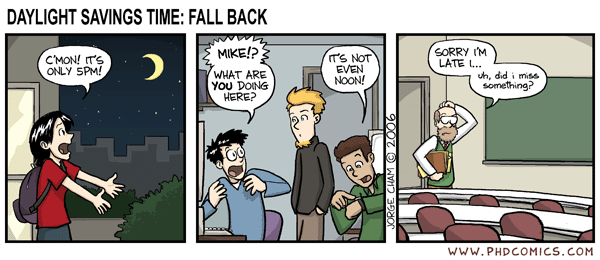 DAYLIGHT SAVINGS TIME: FALL BACK
C'MON! IT'S
ONLY 5PM!
MIKE!?
WHAT ARE
YOU DOING
HERE?
IT'S NOT
EVEN
NOON!
JORGE CHAM © 2006
SORRY I'M
LATE I...
uh, did i miss
something?
WWW.PHDCOMICS.COM